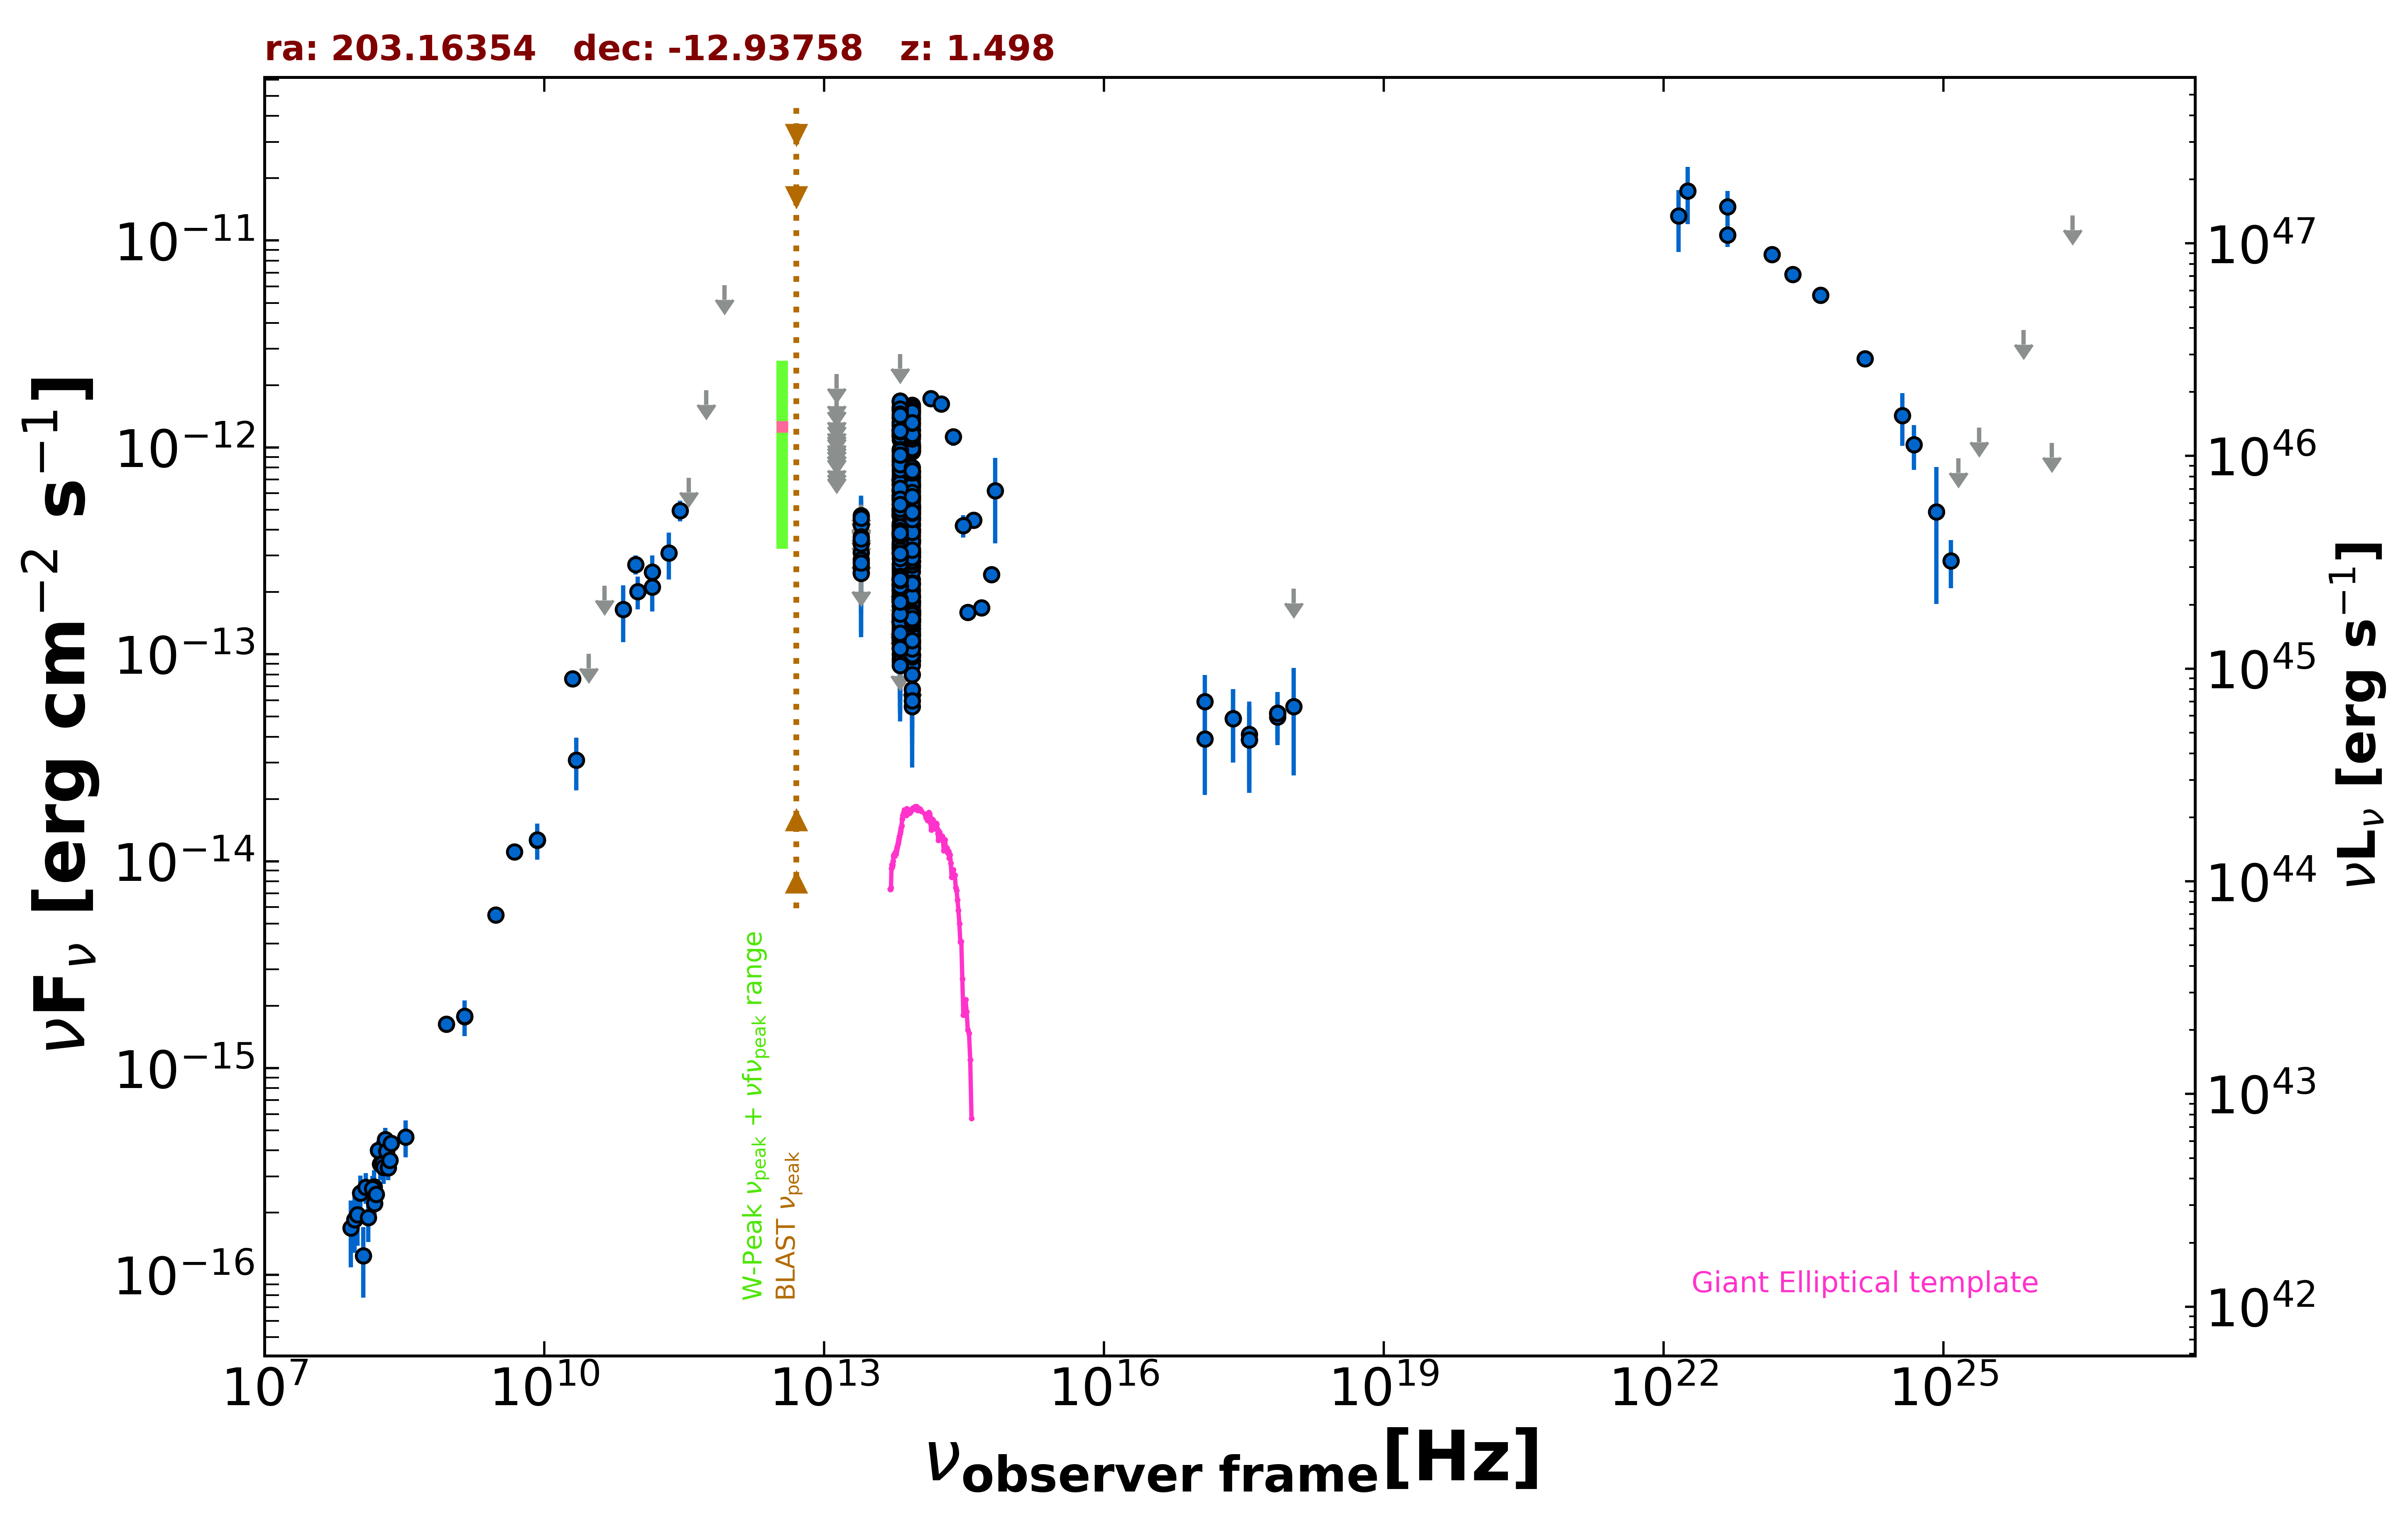 ra: 203.16354 dec: -12.93758 z: 1.498
νFν [erg cm−2 s−1]
10−11
10−12
10−13
10−14
10−15
10−16
1047
1046
1045
1044
1043
1042
νLν [erg s−1]
W-Peak νpeak + νfνpeak range
BLAST νpeak
Giant Elliptical template
107 1010 1013 1016 1019 1022 1025
νobserver frame[Hz]